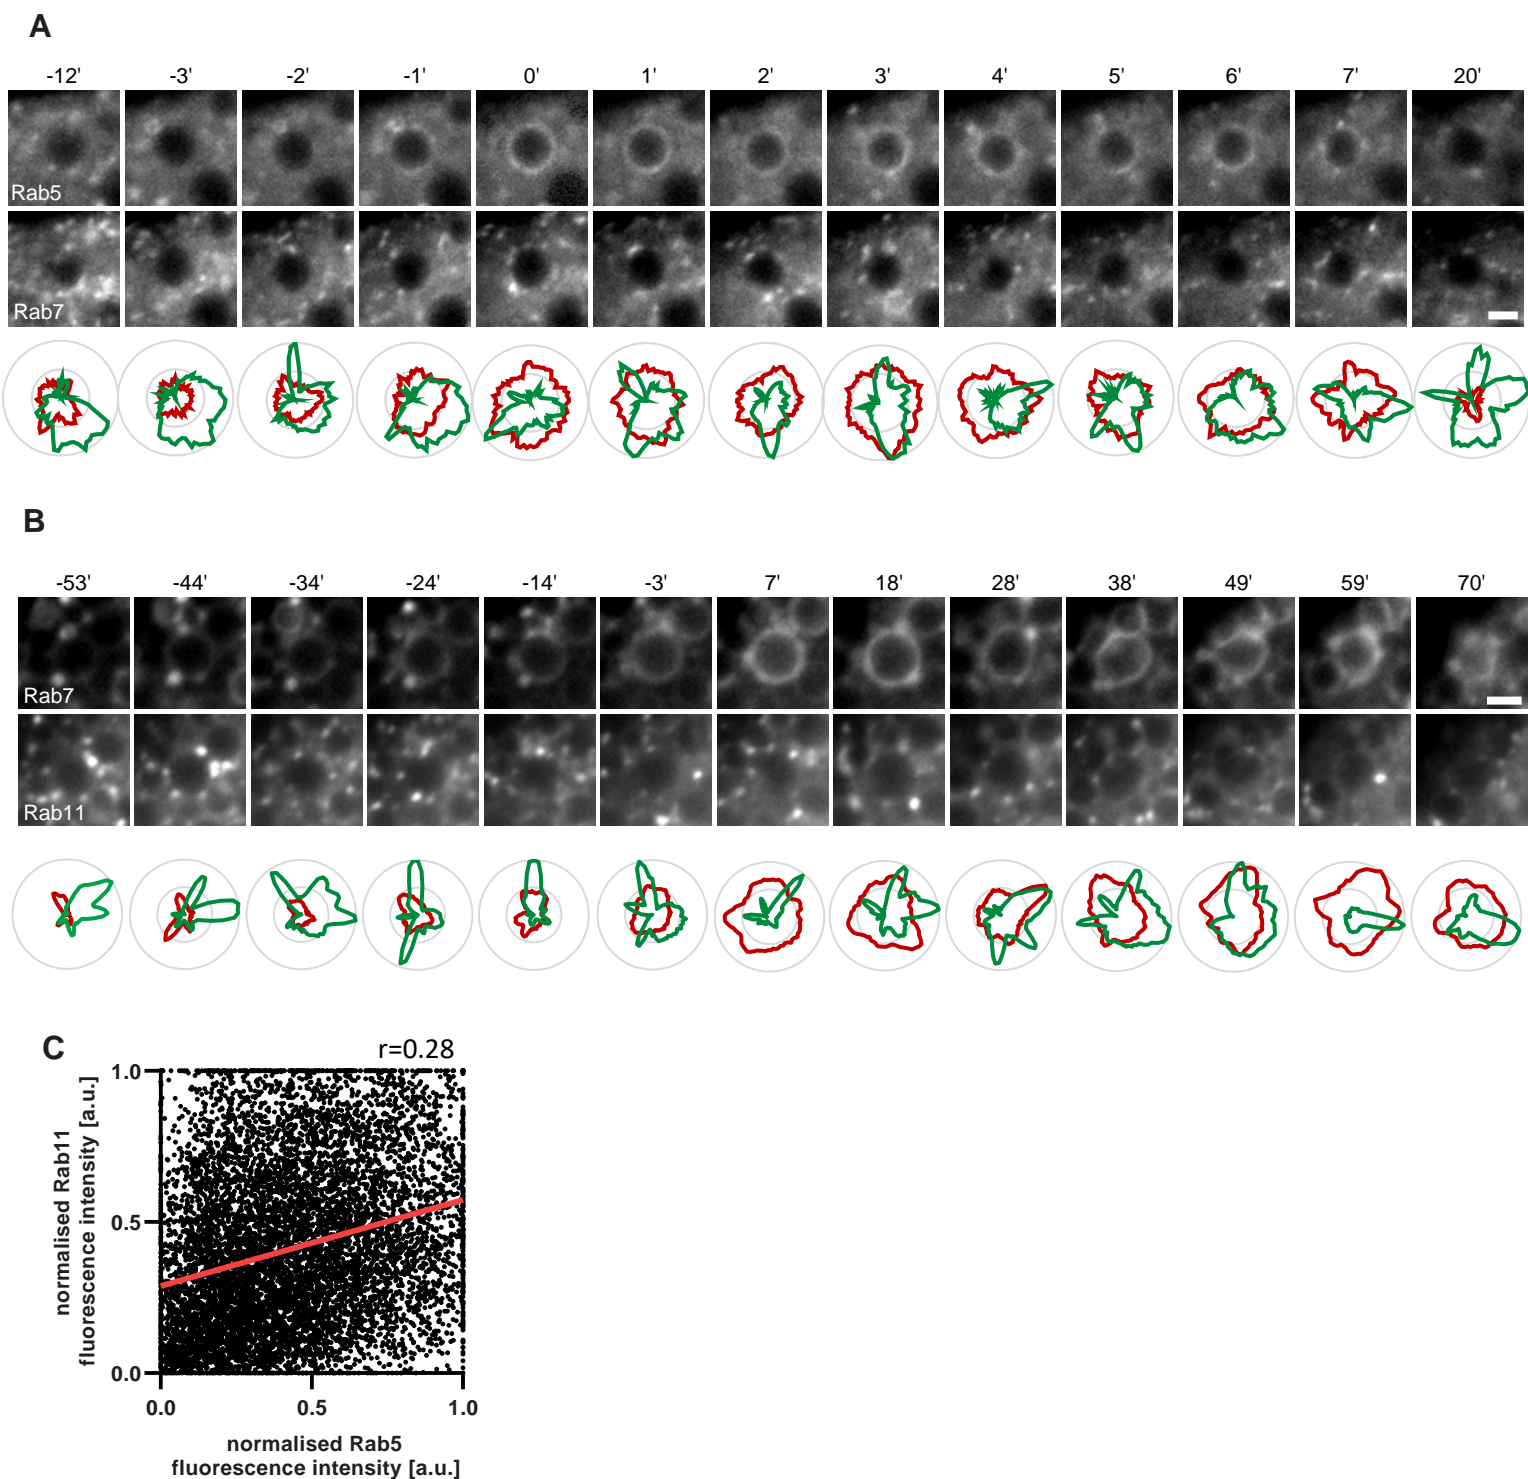 A
-12' -3' -2' -1' 0' 1' 2' 3' 4' 5' 6' 7' 20'
Rab5
Rab7
B
-53' -44' -34' -24' -14' -3' 7' 18' 28' 38' 49' 59' 70'
Rab7
Rab11
C
r=0.28
normalised Rab11
fluorescence intensity [a.u.]
1.0
0.5
0.0
0.0 0.5 1.0
normalised Rab5
fluorescence intensity [a.u.]